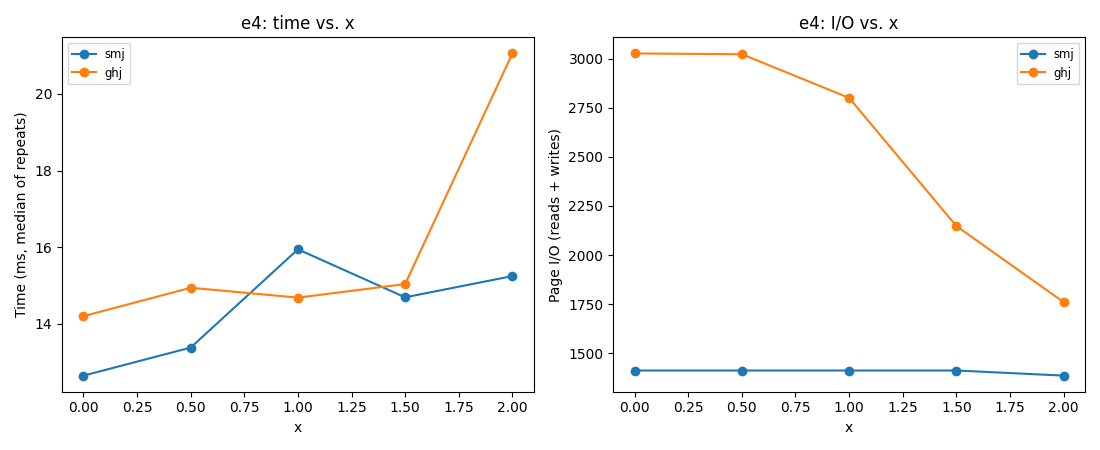 e4: time vs. x
smj
ghj
Time (ms, median of repeats)
20
18
16
14
0.00 0.25 0.50 0.75 1.00 1.25 1.50 1.75 2.00
x
e4: I/O vs. x
smj
ghj
Page I/O (reads + writes)
3000
2750
2500
2250
2000
1750
1500
0.00 0.25 0.50 0.75 1.00 1.25 1.50 1.75 2.00
x